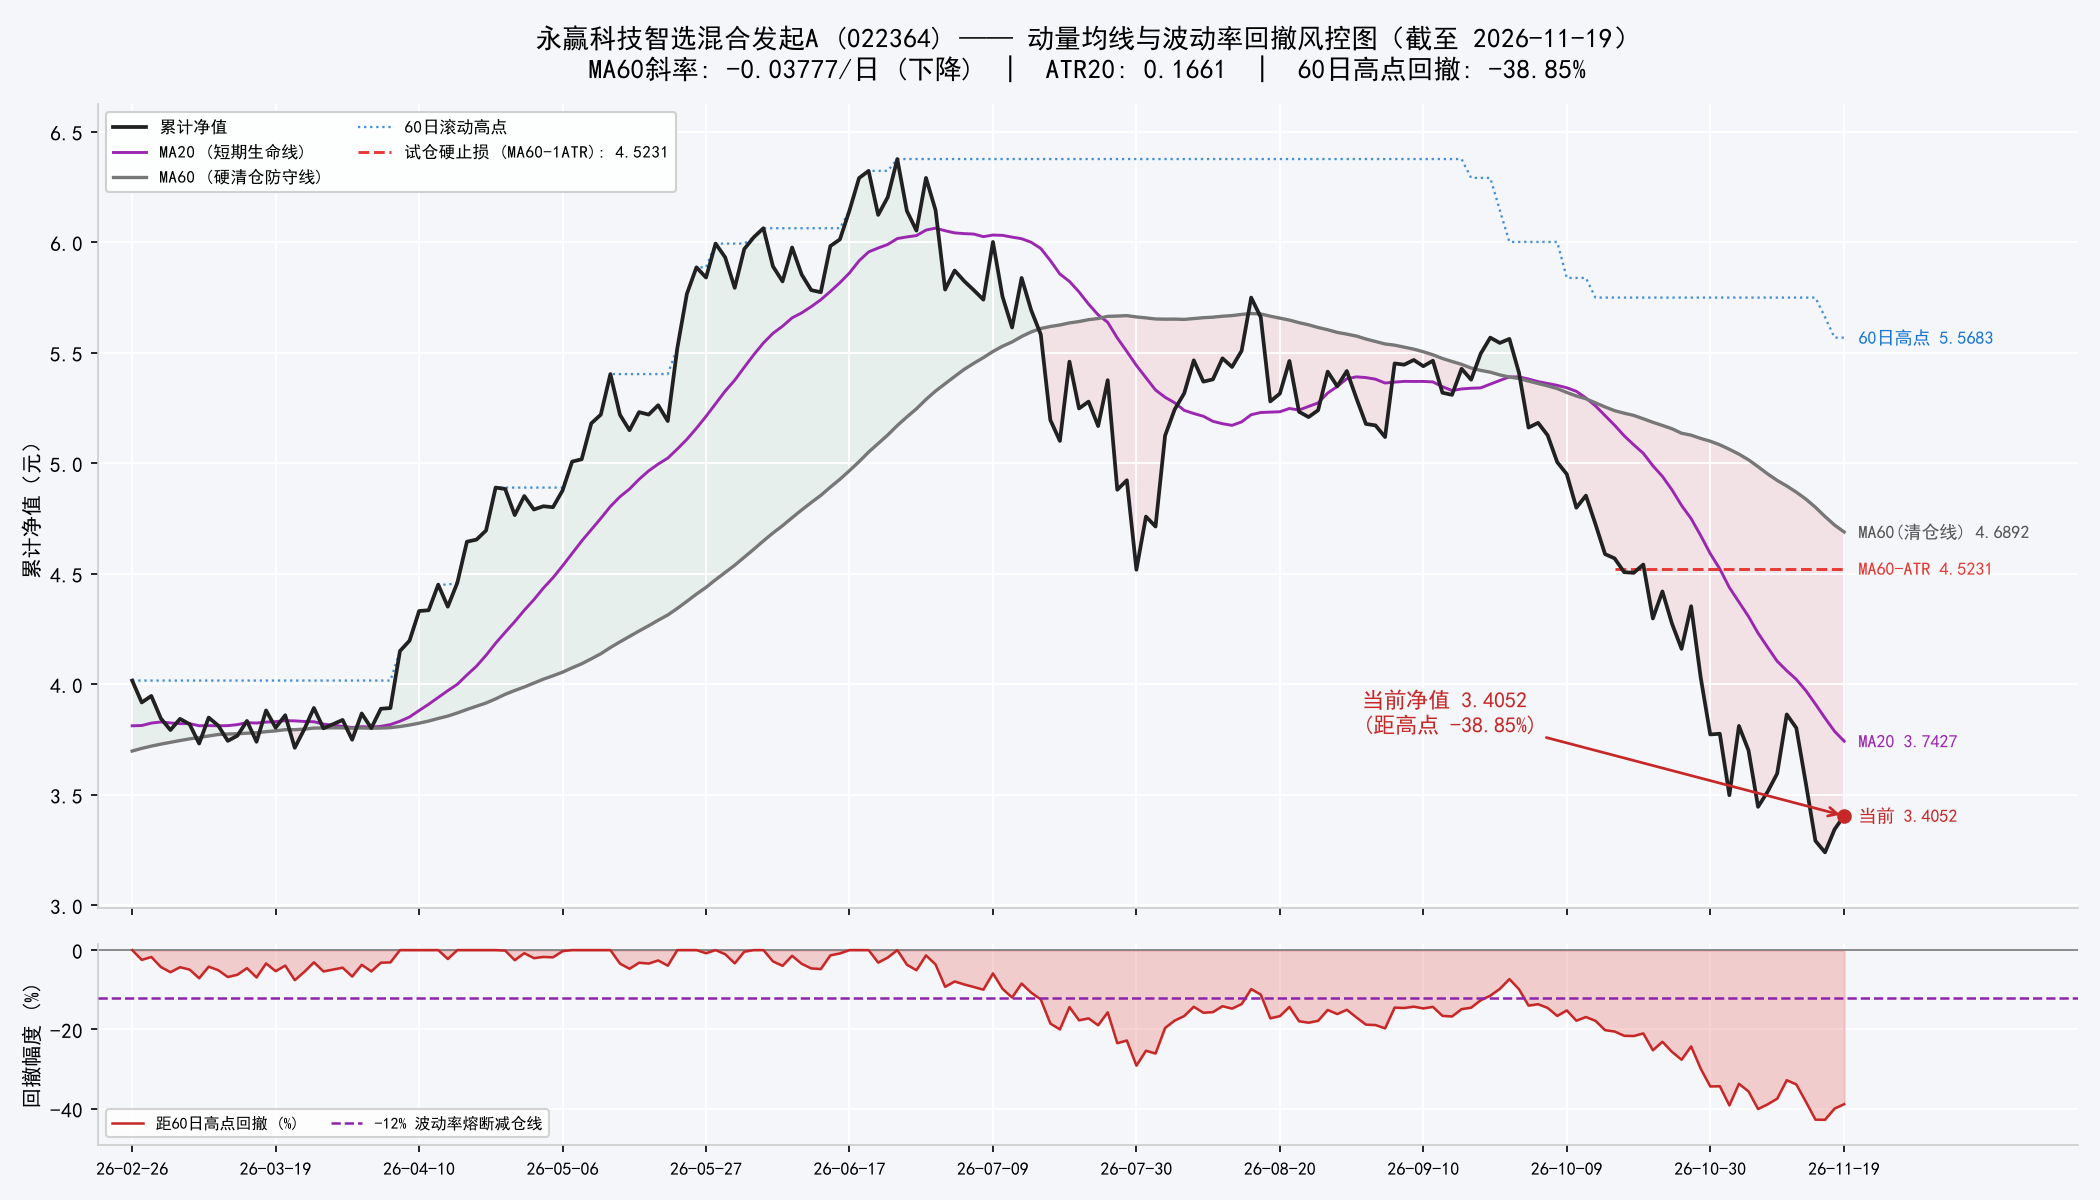 永赢科技智选混合发起A (022364) —— 动量均线与波动率回撤风控图（截至 2026-11-19）
MA60斜率: -0.03777/日 (下降) | ATR20: 0.1661 | 60日高点回撤: -38.85%
累计净值
MA20 (短期生命线)
MA60 (硬清仓防守线)
60日滚动高点
试仓硬止损 (MA60-1ATR): 4.5231
累计净值 (元)
6.5
6.0
5.5
5.0
4.5
4.0
3.5
3.0
60日高点 5.5683
MA60(清仓线) 4.6892
MA60-ATR 4.5231
当前净值 3.4052
(距高点 -38.85%)
MA20 3.7427
当前 3.4052
回撤幅度 (%)
0
-20
-40
距60日高点回撤 (%)
-12% 波动率熔断减仓线
26-02-26
26-03-19
26-04-10
26-05-06
26-05-27
26-06-17
26-07-09
26-07-30
26-08-20
26-09-10
26-10-09
26-10-30
26-11-19